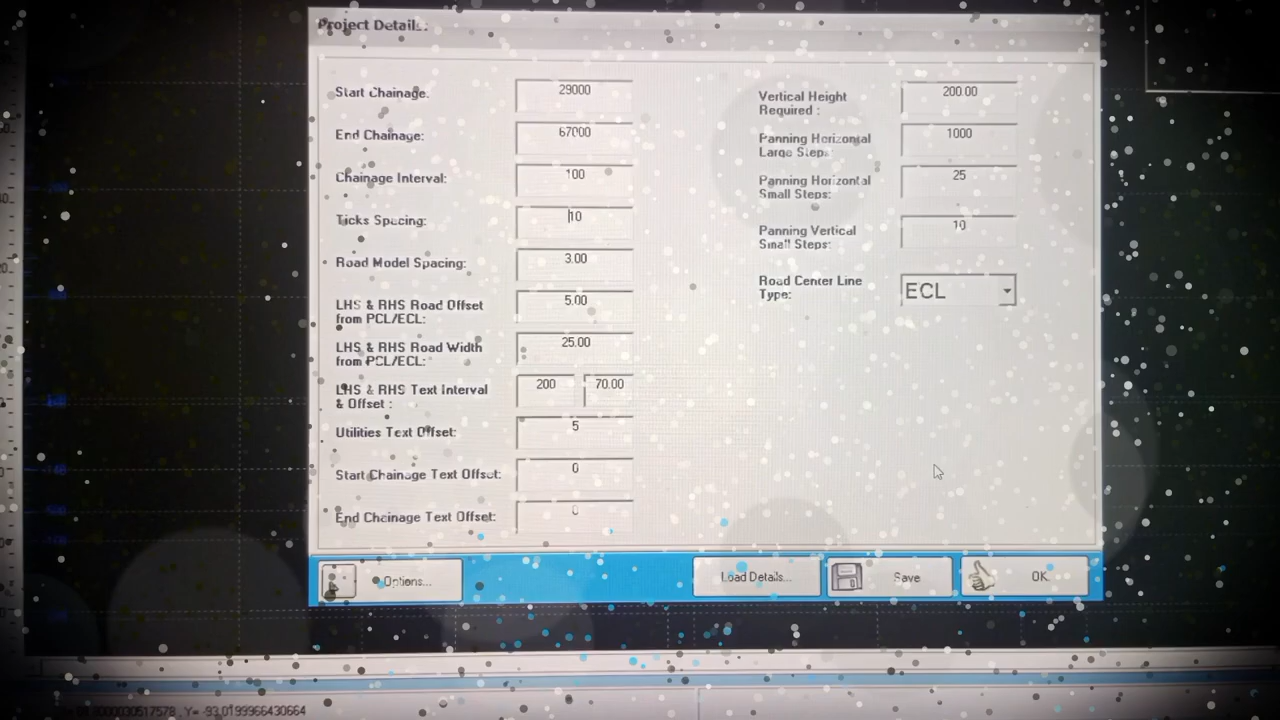 Project Details:
Start Chainage: 29000
End Chainage: 67000
Chainage Interval: 100
Ticks Spacing: 10
Road Model Spacing: 3.00
LHS & RHS Road Offset
from PCL/ECL: 5.00
LHS & RHS Road Width
from PCL/ECL: 25.00
LHS & RHS Text Interval
& Offset : 200 70.00
Utilities Text Offset: 5
Start Chainage Text Offset: 0
End Chainage Text Offset: 0
Vertical Height
Required : 200.00
Panning Horizontal
Large Steps: 1000
Panning Horizontal
Small Steps: 25
Panning Vertical
Small Steps: 10
Road Center Line
Type: ECL
Options... Load Details... Save OK
Y= -93.0199966430664